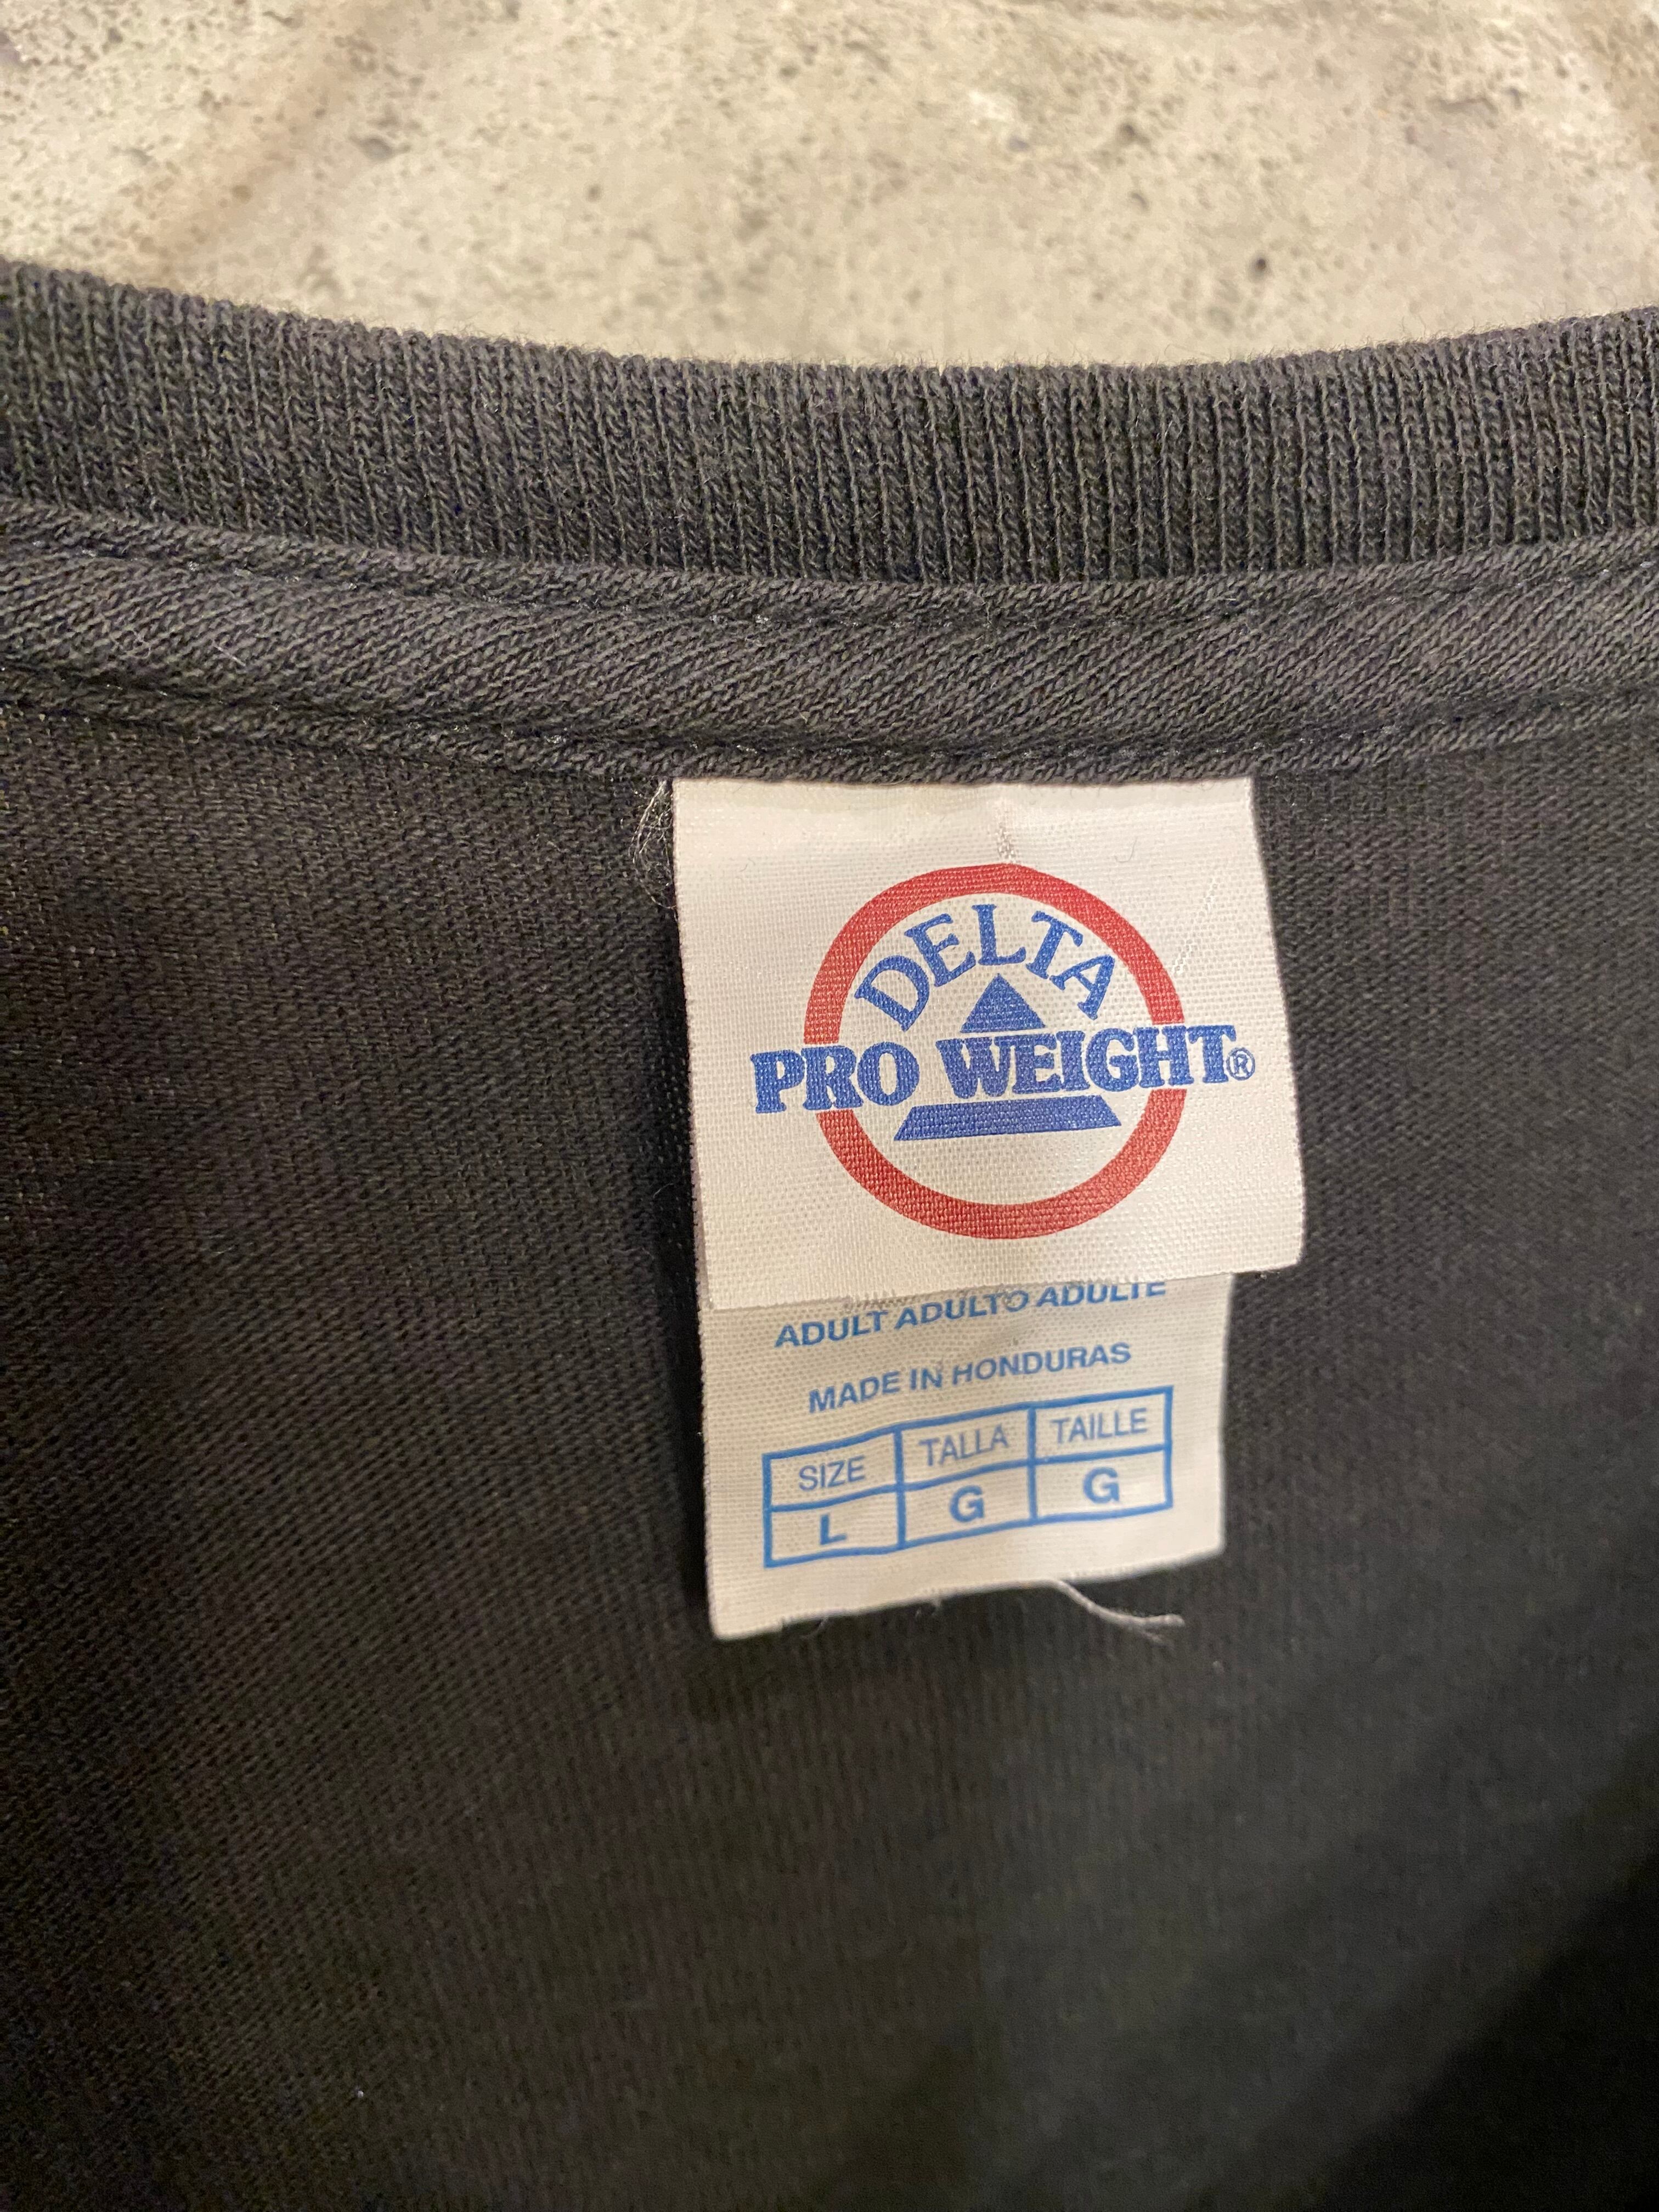 DELTA
PRO WEIGHT®
ADULT ADULTO ADULTE
MADE IN HONDURAS
SIZE TALLA TAILLE
L G G